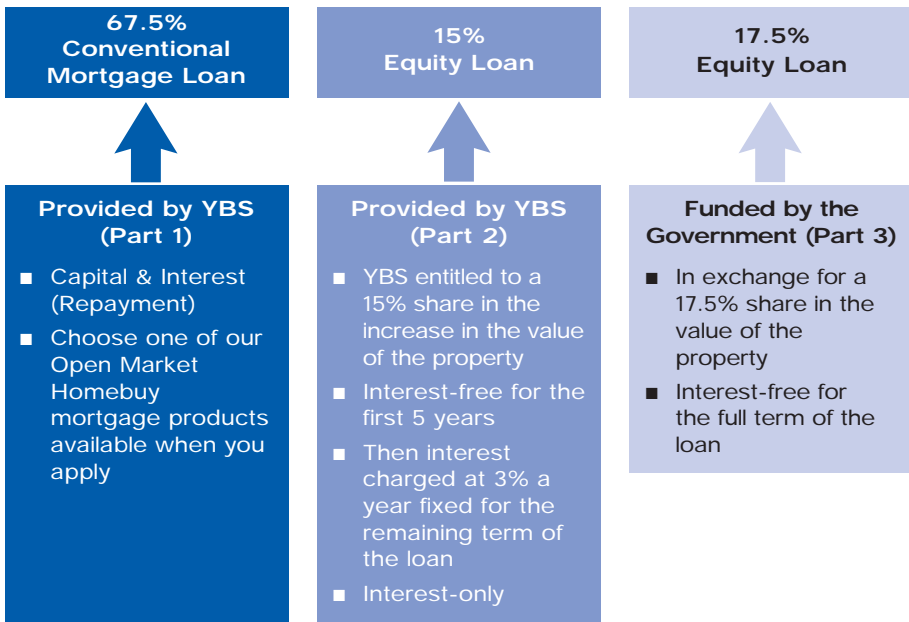 67.5%
Conventional
Mortgage Loan
15%
Equity Loan
17.5%
Equity Loan
Provided by YBS
(Part 1)
■ Capital & Interest
(Repayment)
■ Choose one of our
Open Market
Homebuy
mortgage products
available when you
apply
Provided by YBS
(Part 2)
■ YBS entitled to a
15% share in the
increase in the value
of the property
■ Interest-free for the
first 5 years
■ Then interest
charged at 3% a
year fixed for the
remaining term of
the loan
■ Interest-only
Funded by the
Government (Part 3)
■ In exchange for a
17.5% share in the
value of the
property
■ Interest-free for
the full term of the
loan